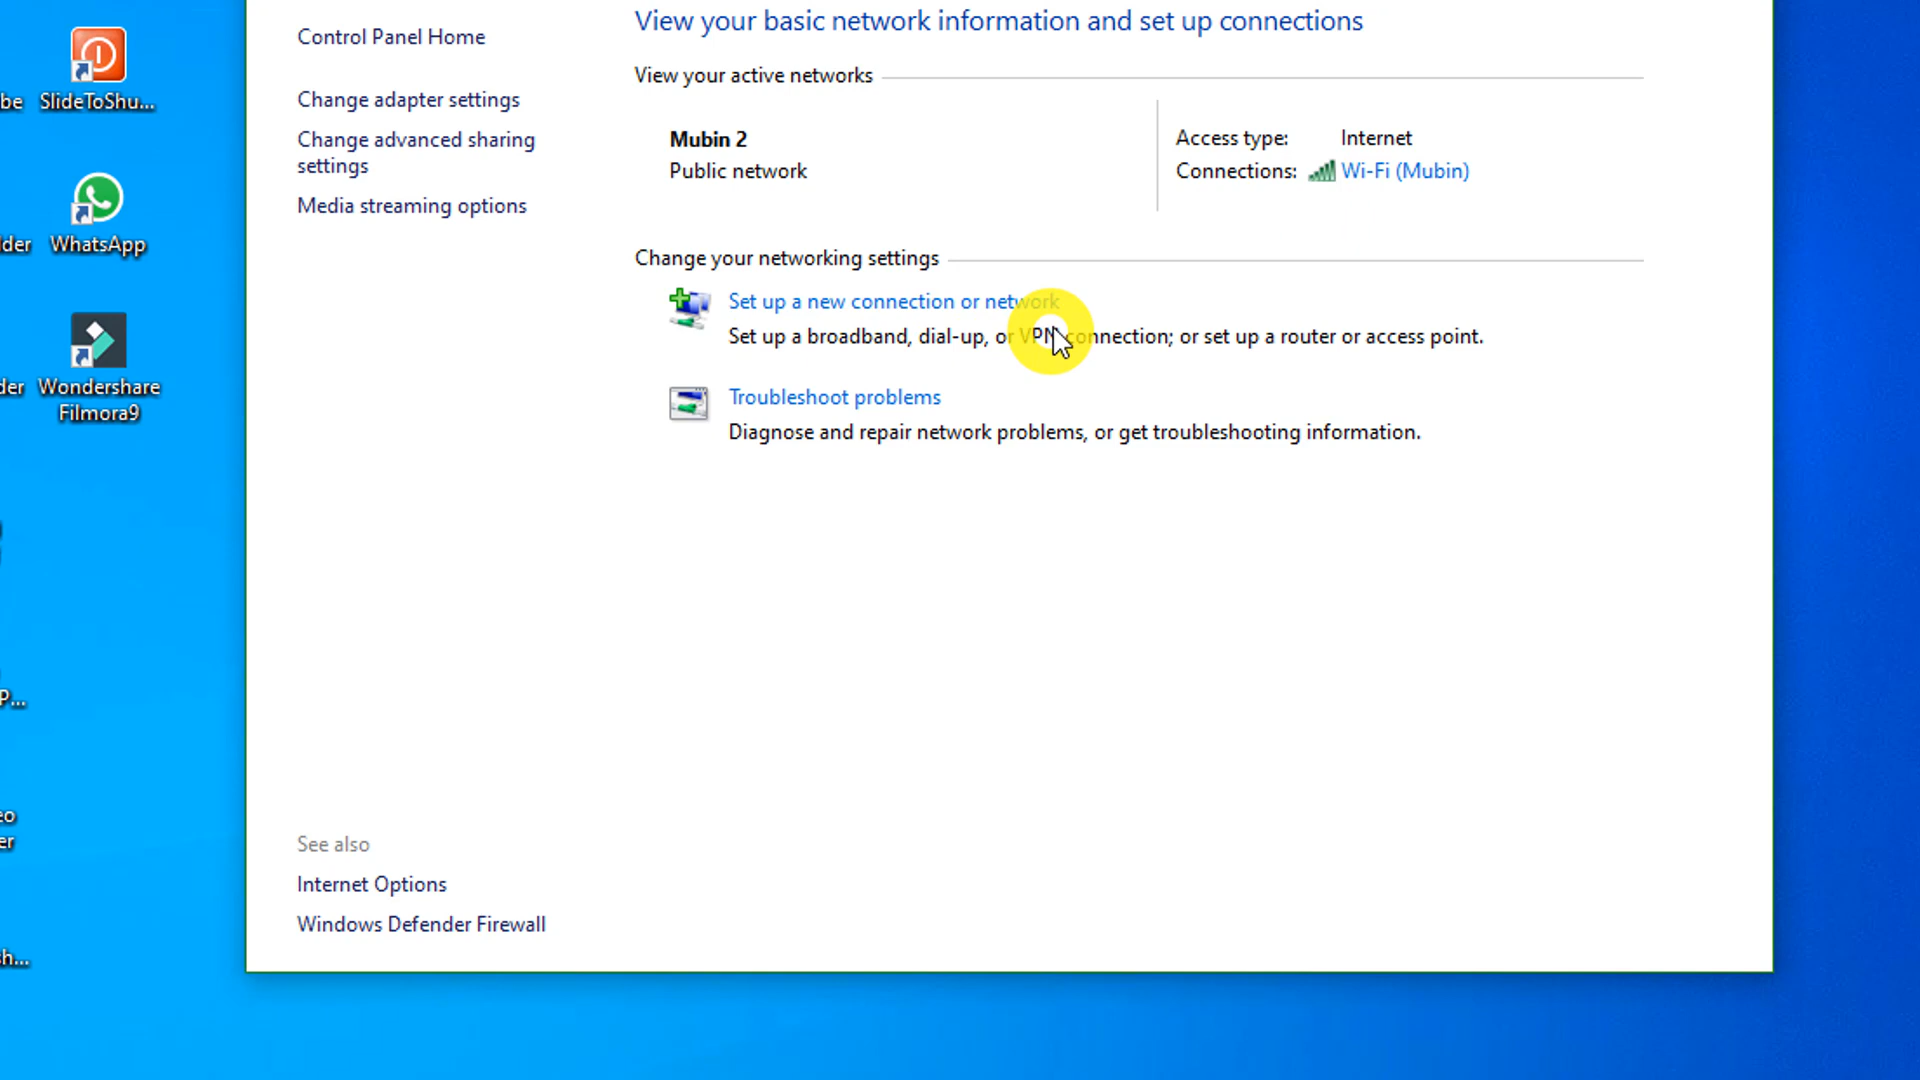 be
SlideToShu...
lder
WhatsApp
der
Wondershare
Filmora9
P...
eo
er
sh...
Control Panel Home
Change adapter settings
Change advanced sharing
settings
Media streaming options
See also
Internet Options
Windows Defender Firewall
View your basic network information and set up connections
View your active networks
Mubin 2
Public network
Access type: Internet
Connections: Wi-Fi (Mubin)
Change your networking settings
Set up a new connection or network
Set up a broadband, dial-up, or VPN connection; or set up a router or access point.
Troubleshoot problems
Diagnose and repair network problems, or get troubleshooting information.